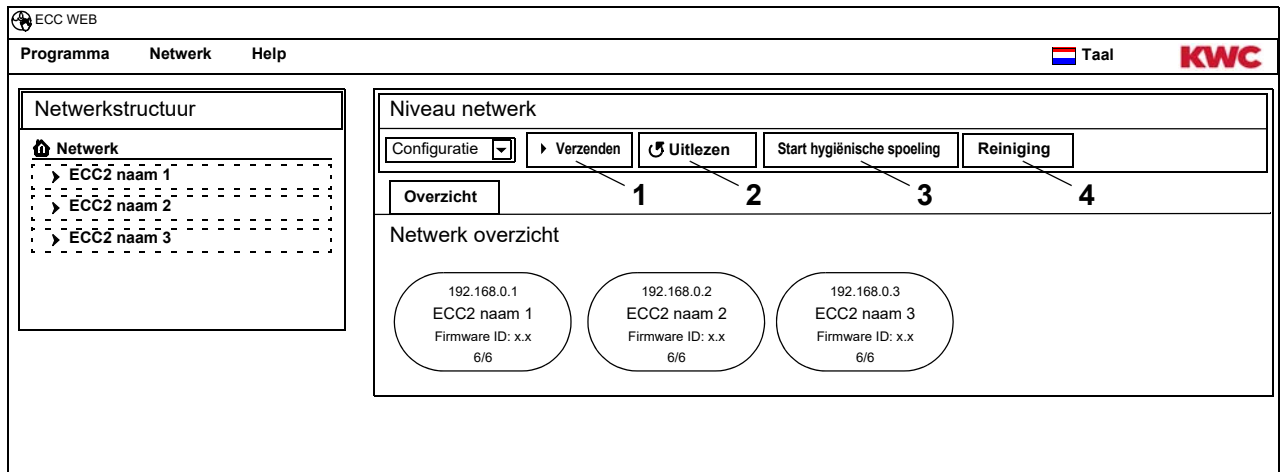 ECC WEB
Programma Netwerk Help Taal KWC
Netwerkstructuur
Netwerk
ECC2 naam 1
ECC2 naam 2
ECC2 naam 3
Niveau netwerk
Configuratie Verzenden Uitlezen Start hygiënische spoeling Reiniging
1 2 3 4
Overzicht
Netwerk overzicht
192.168.0.1
ECC2 naam 1
Firmware ID: x.x
6/6
192.168.0.2
ECC2 naam 2
Firmware ID: x.x
6/6
192.168.0.3
ECC2 naam 3
Firmware ID: x.x
6/6